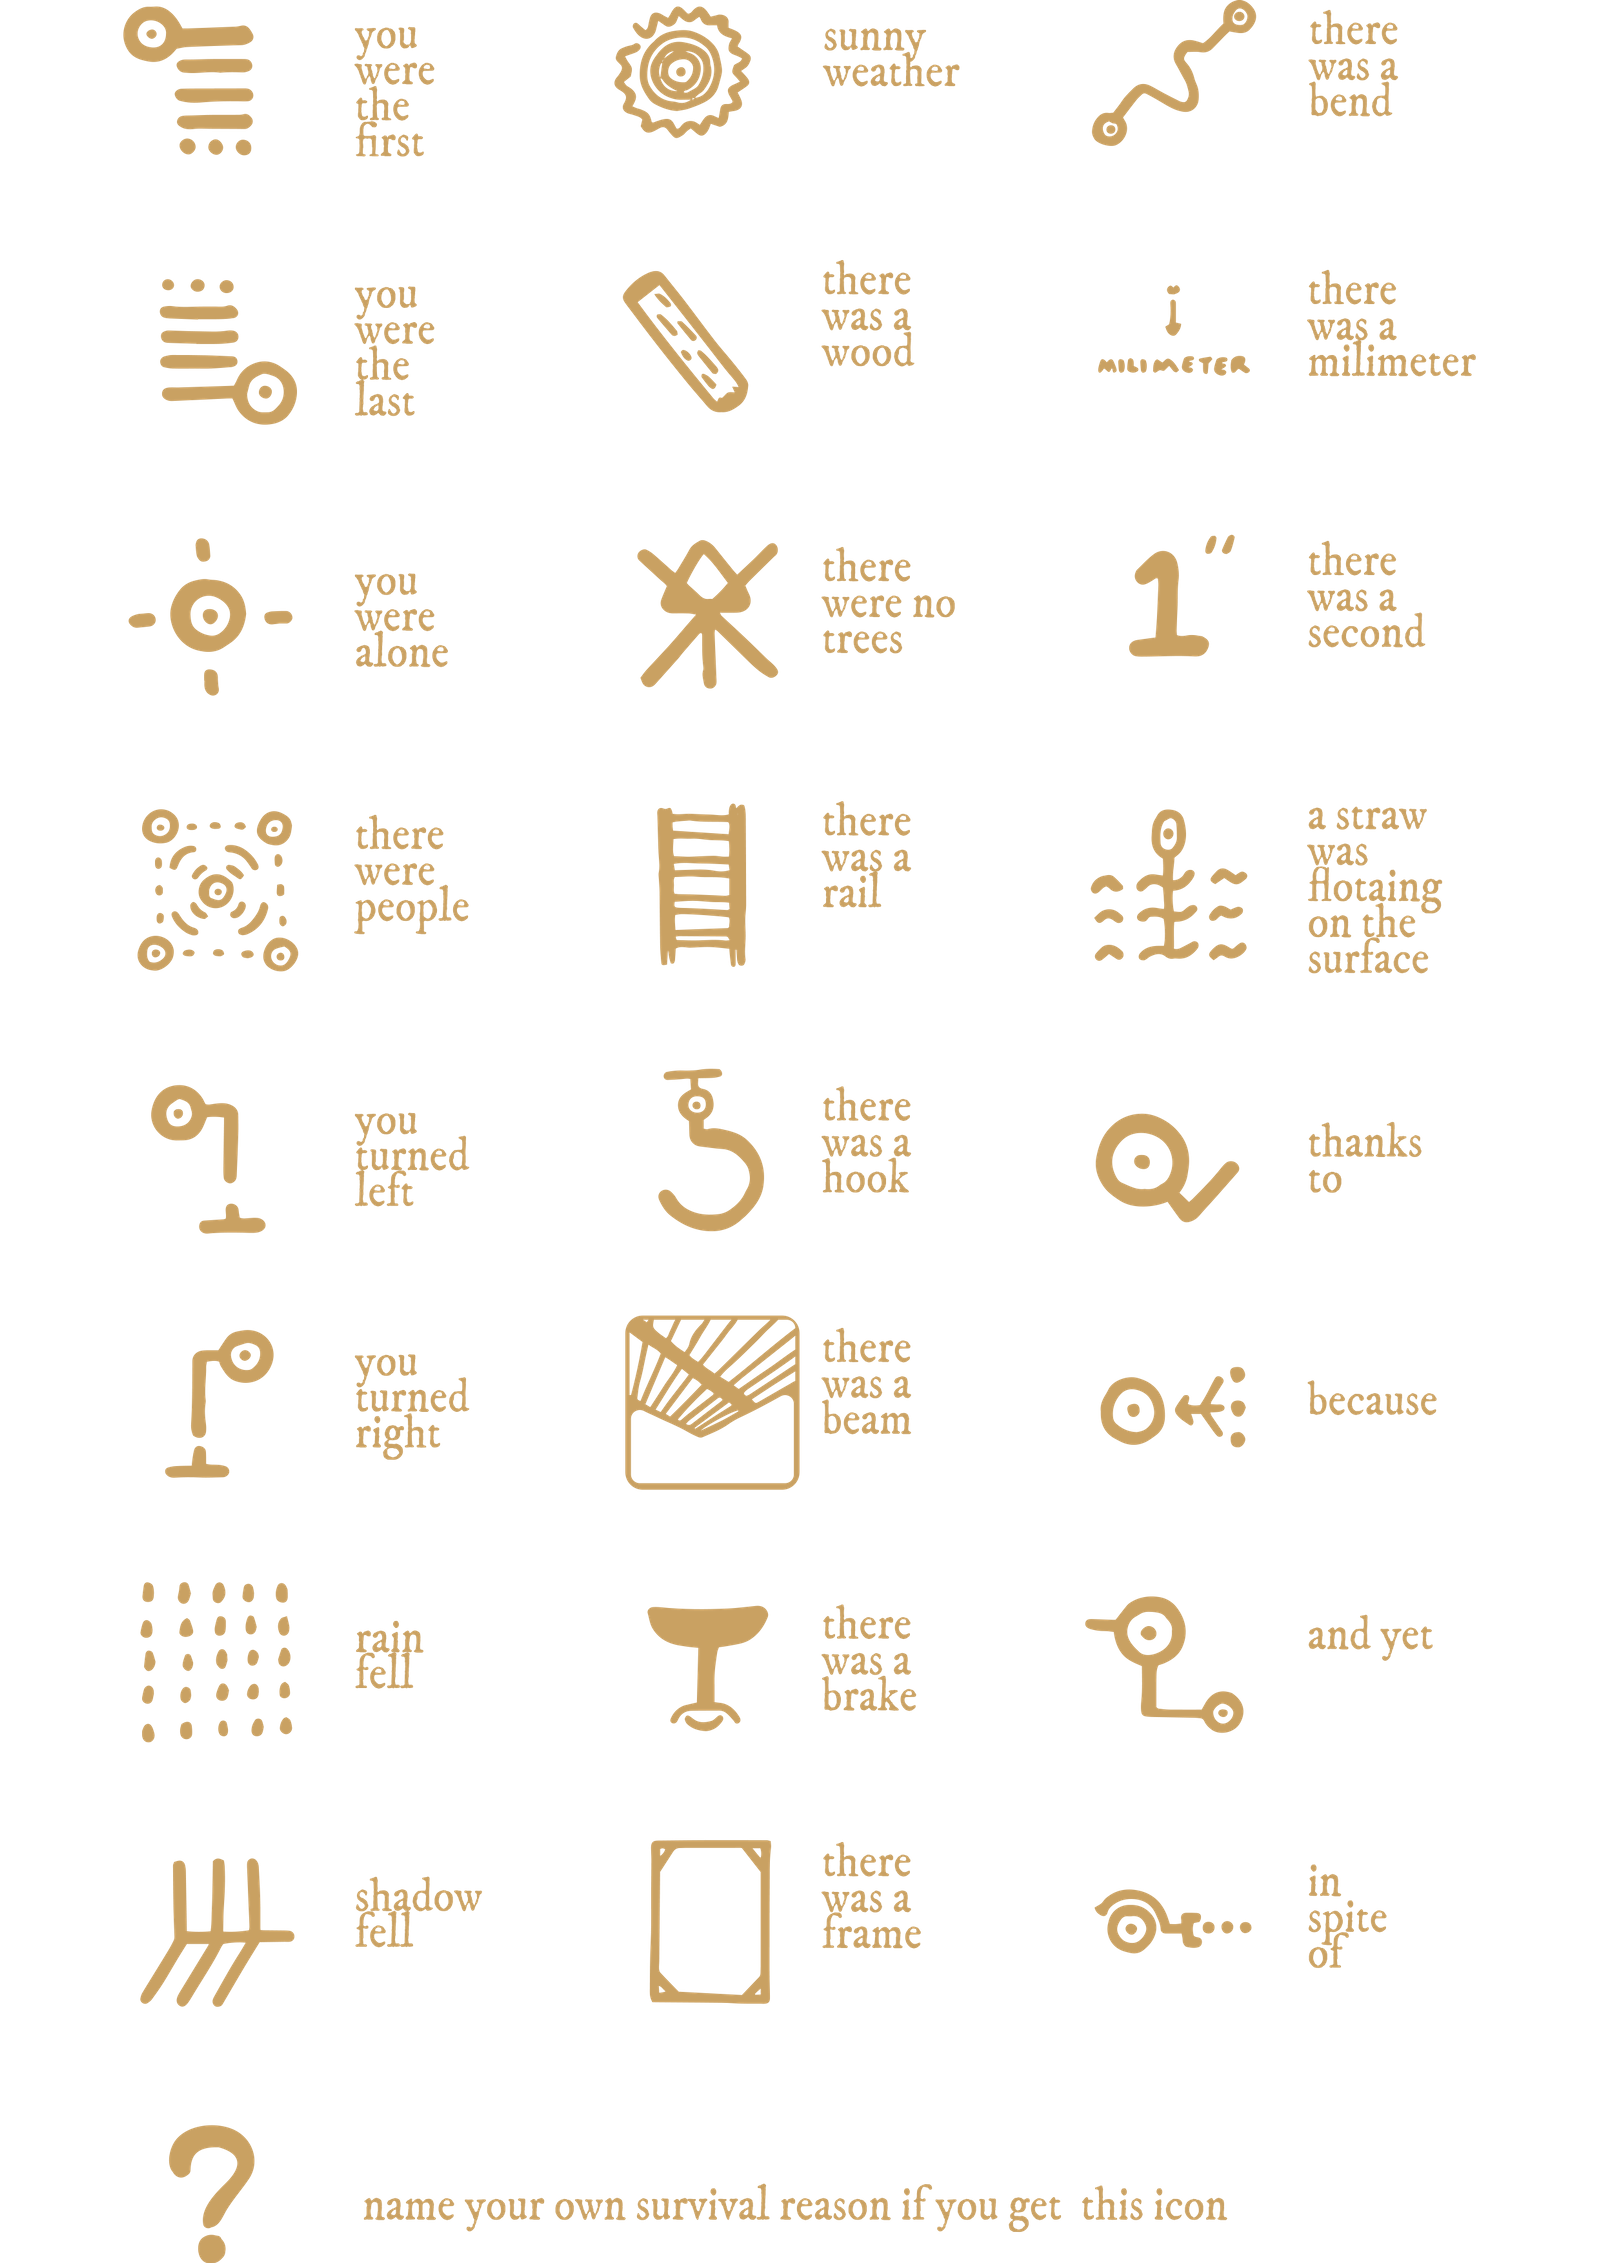 you
were
the
first
sunny
weather
there
was a
bend
you
were
the
last
there
was a
wood
MILIMETER
there
was a
milimeter
you
were
alone
there
were no
trees
1"
there
was a
second
there
were
people
there
was a
rail
a straw
was
flotaing
on the
surface
you
turned
left
there
was a
hook
thanks
to
you
turned
right
there
was a
beam
because
rain
fell
there
was a
brake
and yet
shadow
fell
there
was a
frame
in
spite
of
?
name your own survival reason if you get this icon